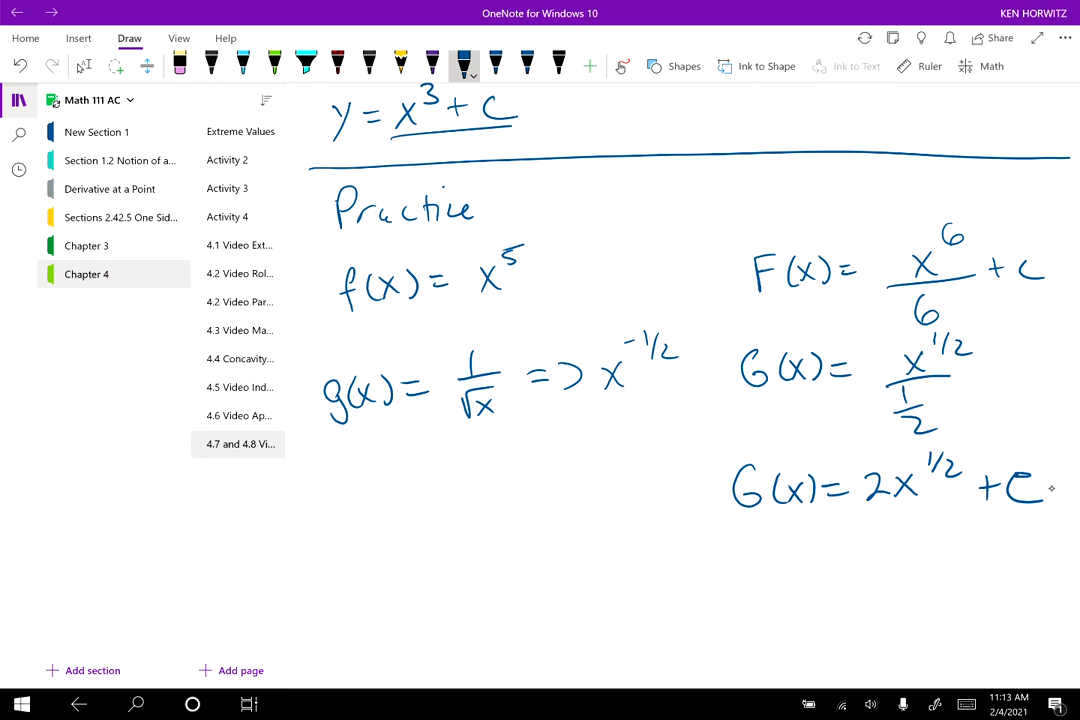 OneNote for Windows 10
KEN HORWITZ
Home Insert Draw View Help
Share
Shapes Ink to Shape Ink to Text Ruler Math
Math 111 AC
New Section 1
Section 1.2 Notion of a...
Derivative at a Point
Sections 2.42.5 One Sid...
Chapter 3
Chapter 4
Extreme Values
Activity 2
Activity 3
Activity 4
4.1 Video Ext...
4.2 Video Rol...
4.2 Video Par...
4.3 Video Ma...
4.4 Concavity...
4.5 Video Ind...
4.6 Video Ap...
4.7 and 4.8 Vi...
y = x^3 + c
Practice
f(x) = x^5
F(x) = x^6/6 + c
g(x) = 1/√x => x^-1/2
G(x) = x^1/2 / 1/2
G(x) = 2x^1/2 + C
Add section
Add page
11:13 AM
2/4/2021
1